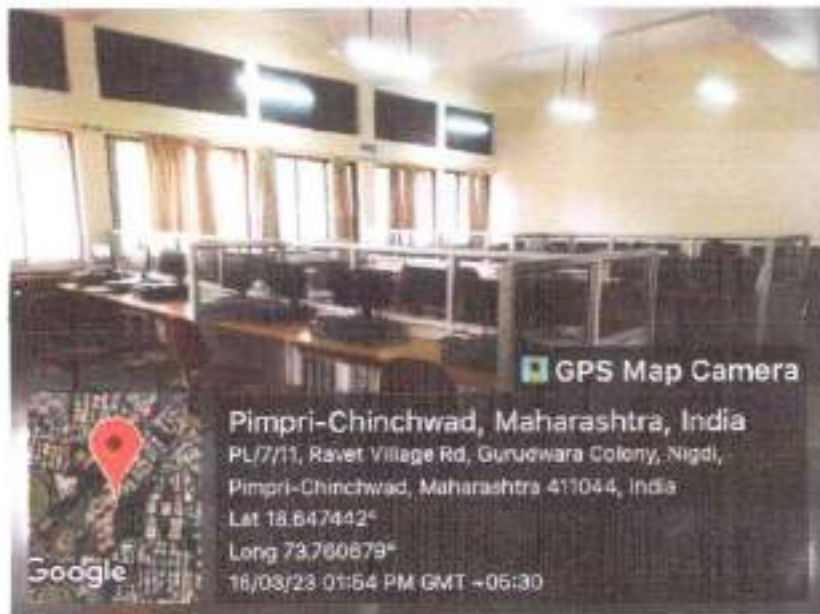 GPS Map Camera
Pimpri-Chinchwad, Maharashtra, India
PL/7/11, Ravet Village Rd, Gurudwara Colony, Nigdi,
Pimpri-Chinchwad, Maharashtra 411044, India
Lat 18.647442°
Long 73.760679°
16/03/23 01:54 PM GMT +05:30
Google